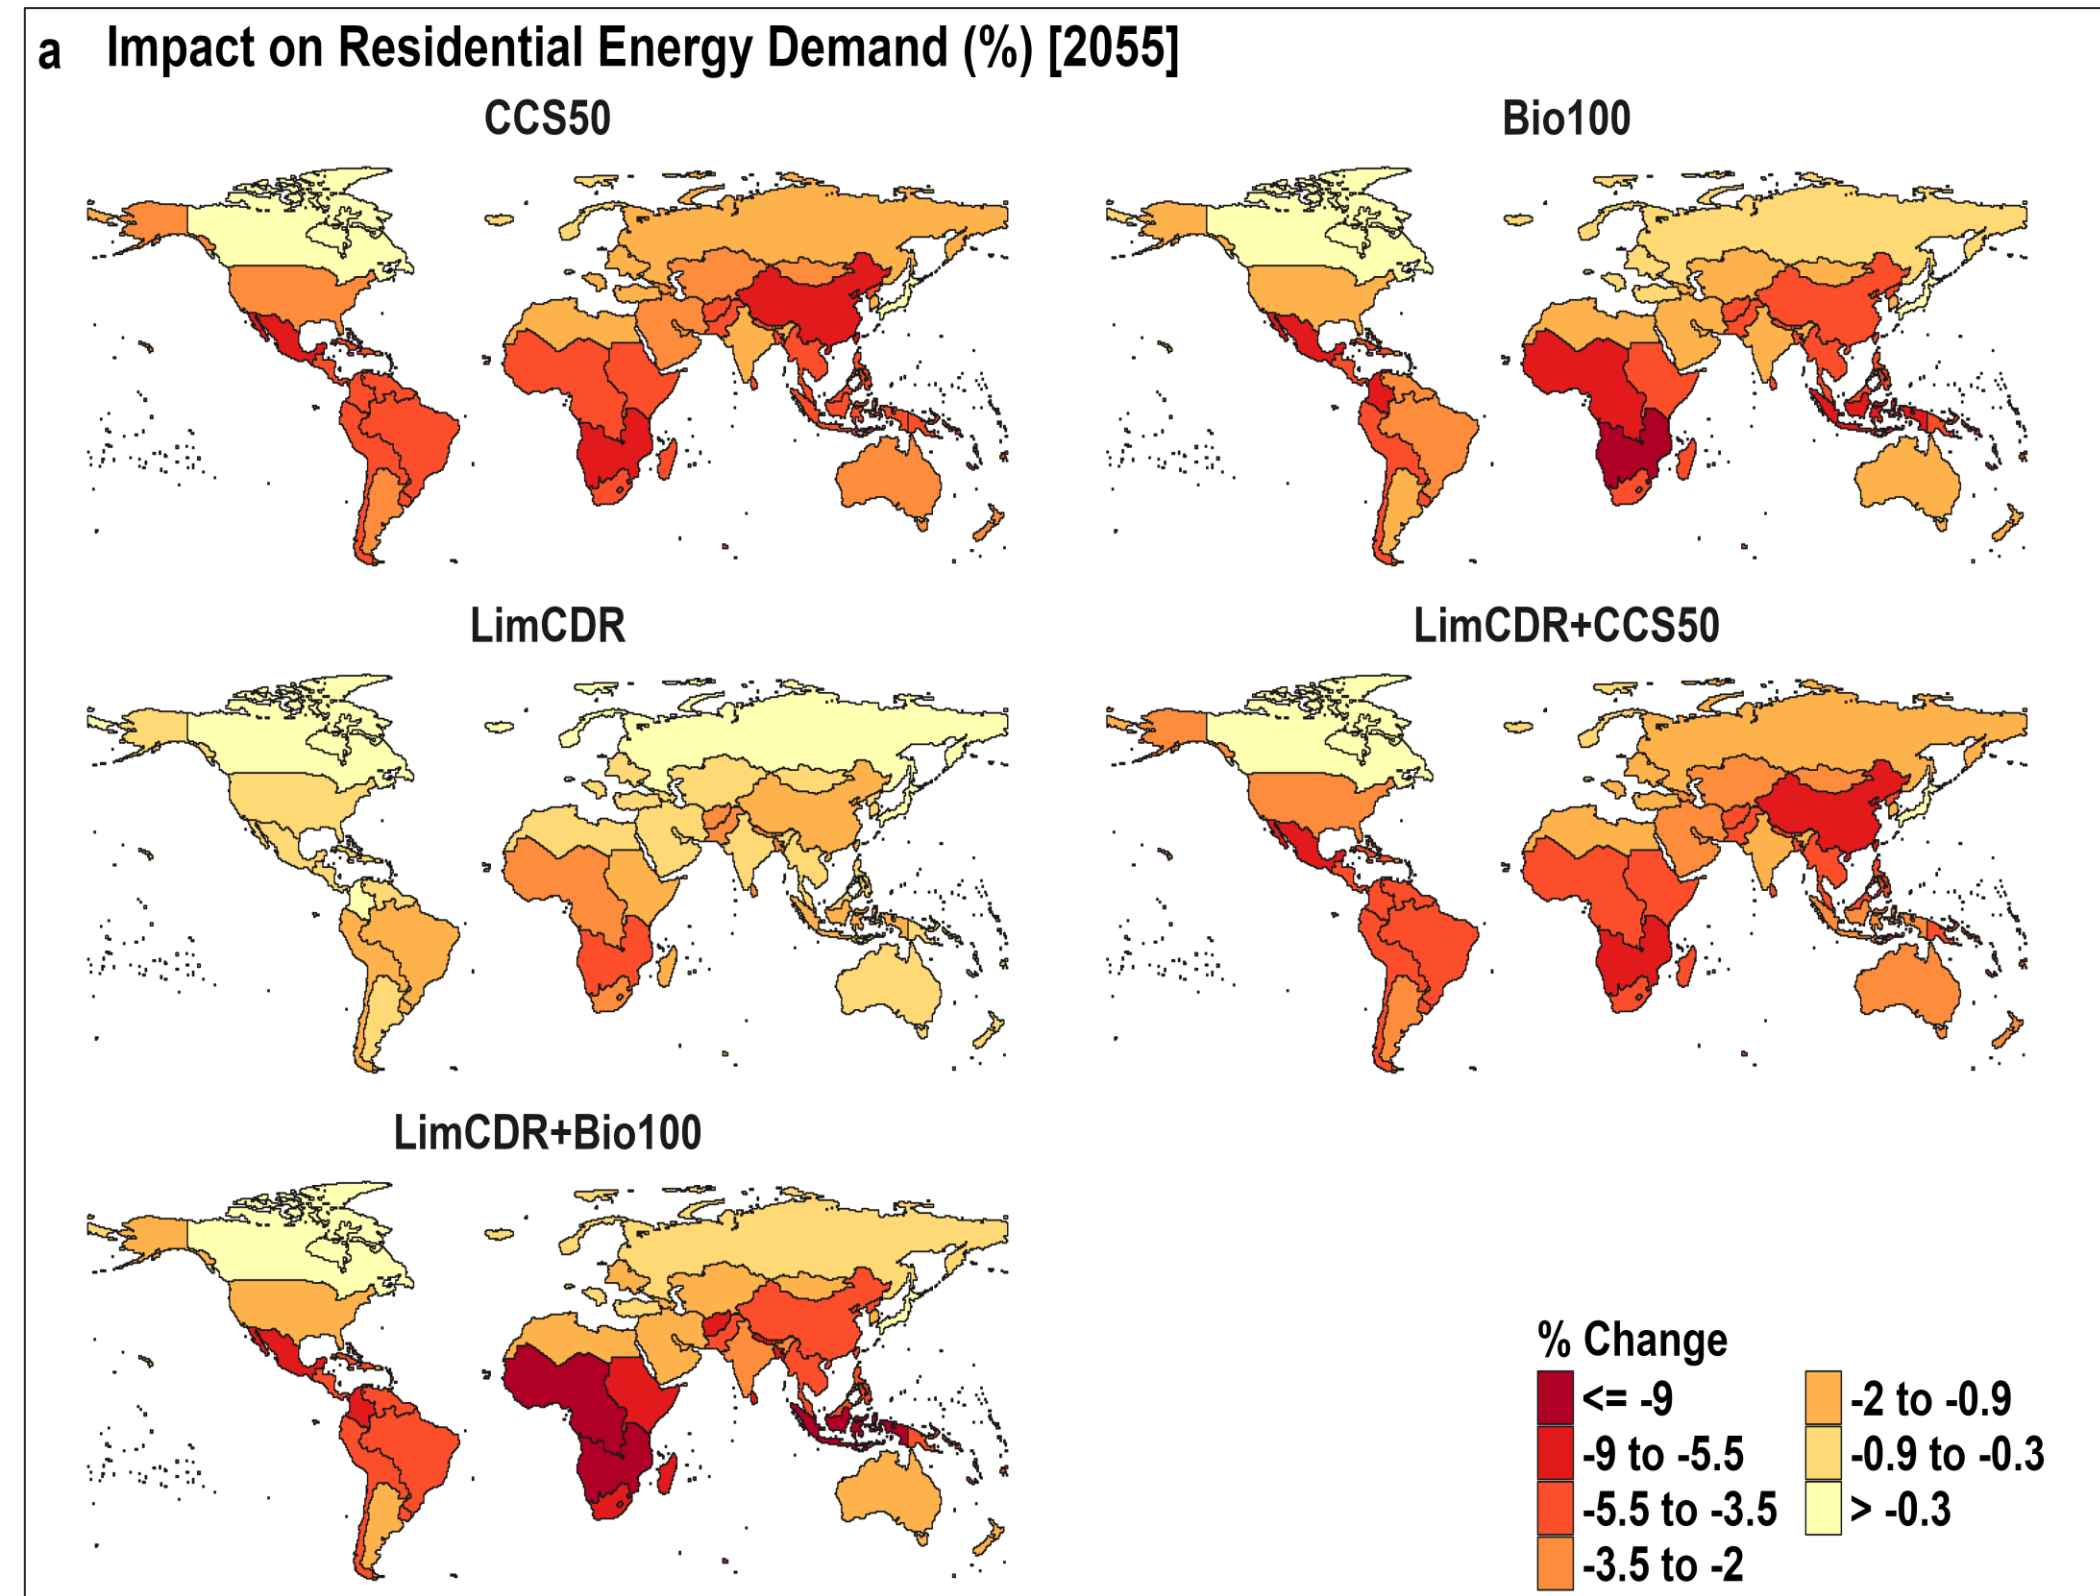 a Impact on Residential Energy Demand (%) [2055]
CCS50
Bio100
LimCDR
LimCDR+CCS50
LimCDR+Bio100
% Change
<= -9
-9 to -5.5
-5.5 to -3.5
-3.5 to -2
-2 to -0.9
-0.9 to -0.3
> -0.3